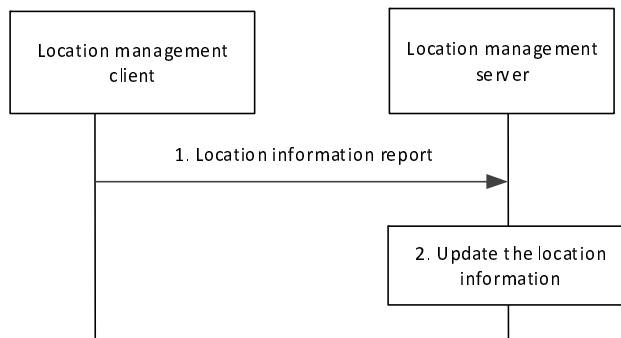 Location management
client
Location management
server
1. Location information report
2. Update the location
information